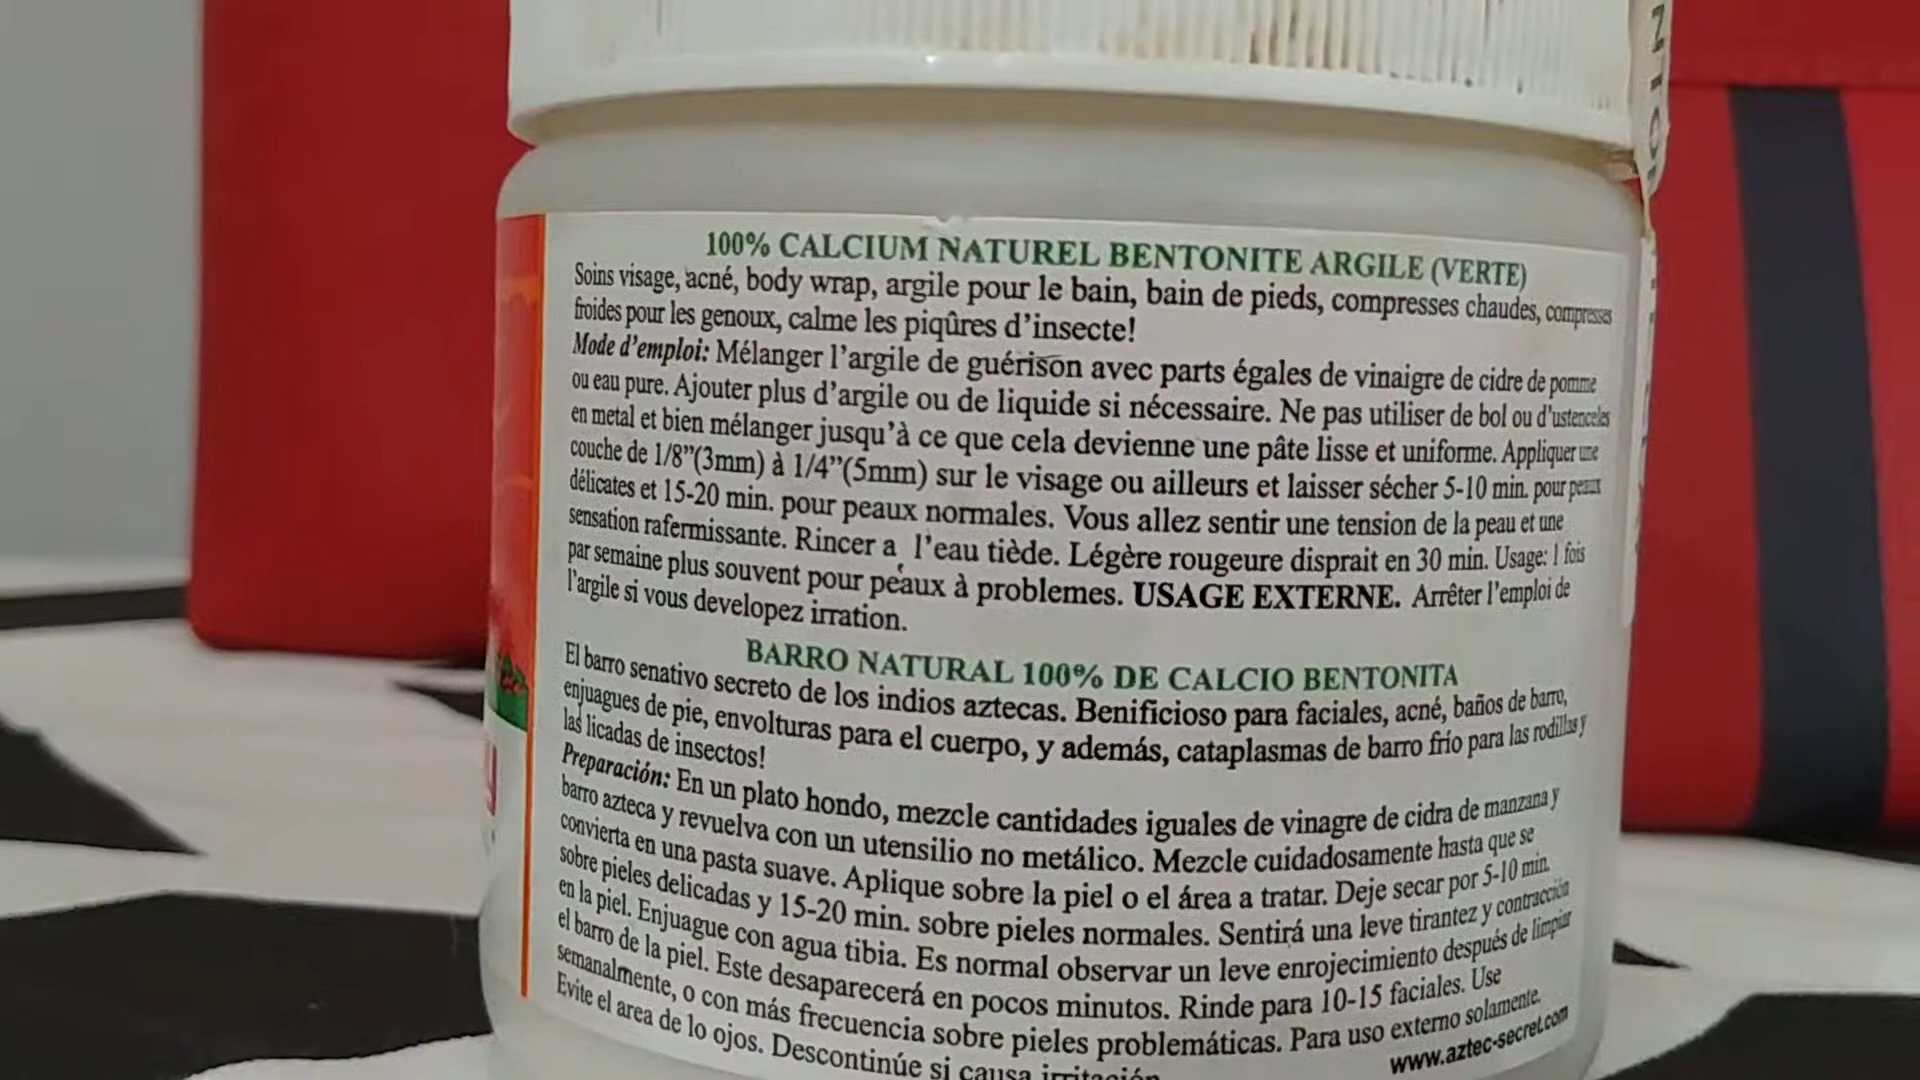 100% CALCIUM NATUREL BENTONITE ARGILE (VERTE)
Soins visage, acné, body wrap, argile pour le bain, bain de pieds, compresses chaudes, compresses
froides pour les genoux, calme les piqûres d'insecte!
Mode d'emploi: Mélanger l'argile de guérison avec parts égales de vinaigre de cidre de pomme
ou eau pure. Ajouter plus d'argile ou de liquide si nécessaire. Ne pas utiliser de bol ou d'ustenceles
en metal et bien mélanger jusqu'à ce que cela devienne une pâte lisse et uniforme. Appliquer une
couche de 1/8”(3mm) à 1/4”(5mm) sur le visage ou ailleurs et laisser sécher 5-10 min. pour peaux
délicates et 15-20 min. pour peaux normales. Vous allez sentir une tension de la peau et une
sensation rafermissante. Rincer a l'eau tiède. Légère rougeure disprait en 30 min. Usage: 1 fois
par semaine plus souvent pour peaux à problemes. USAGE EXTERNE. Arrêter l'emploi de
l'argile si vous developez irration.
BARRO NATURAL 100% DE CALCIO BENTONITA
El barro senativo secreto de los indios aztecas. Benificioso para faciales, acné, baños de barro,
enjuagues de pie, envolturas para el cuerpo, y además, cataplasmas de barro frío para las rodillas y
las licadas de insectos!
Preparación: En un plato hondo, mezcle cantidades iguales de vinagre de cidra de manzana y
barro azteca y revuelva con un utensilio no metálico. Mezcle cuidadosamente hasta que se
convierta en una pasta suave. Aplique sobre la piel o el área a tratar. Deje secar por 5-10 min.
sobre pieles delicadas y 15-20 min. sobre pieles normales. Sentirá una leve tirantez y contracción
en la piel. Enjuague con agua tibia. Es normal observar un leve enrojecimiento después de limpiar
el barro de la piel. Este desaparecerá en pocos minutos. Rinde para 10-15 faciales. Use
semanalmente, o con más frecuencia sobre pieles problemáticas. Para uso externo solamente.
Evite el area de lo ojos. Descontinúe si causa irritación
www.aztec-secret.com